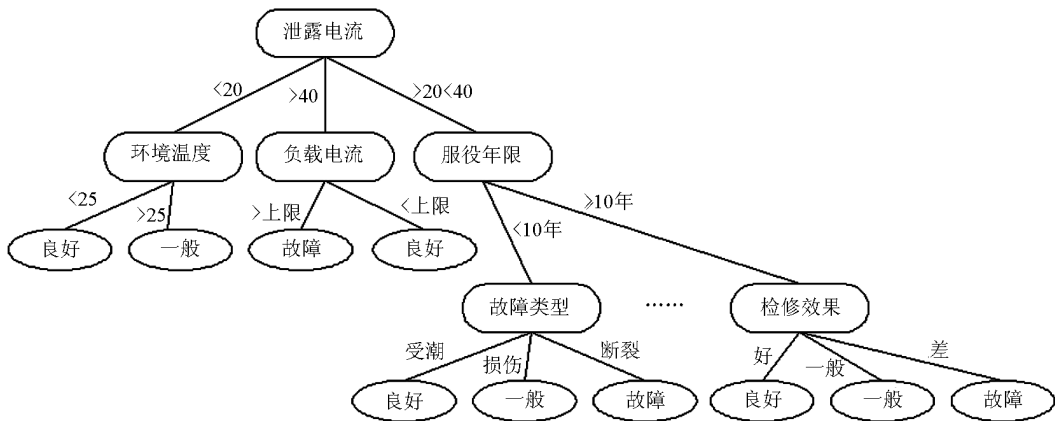 泄露电流
<20
>40
>20<40
环境温度
负载电流
服役年限
<25
>25
>上限
<上限
<10年
>10年
良好
一般
故障
良好
故障类型
……
检修效果
受潮
损伤
断裂
好
一般
差
良好
一般
故障
良好
一般
故障